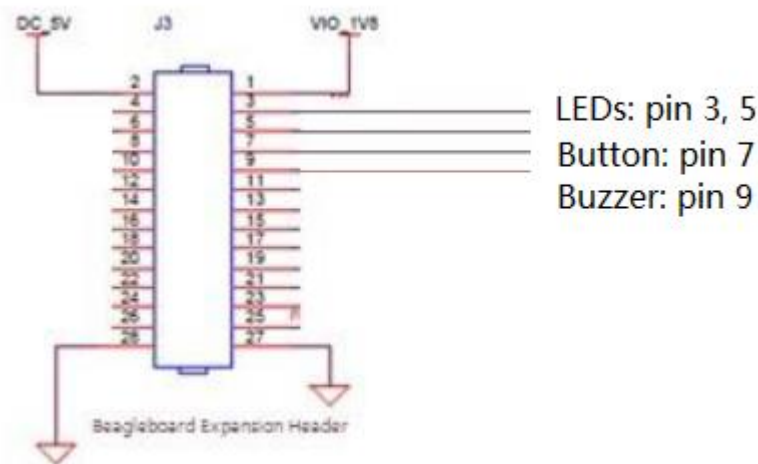 DC_5V J3 VIO_1V8
2 1
4 3
6 5
8 7
10 9
12 11
14 13
16 15
18 17
20 19
22 21
24 23
26 25
28 27
LEDs: pin 3, 5
Button: pin 7
Buzzer: pin 9
Beagleboard Expansion Header